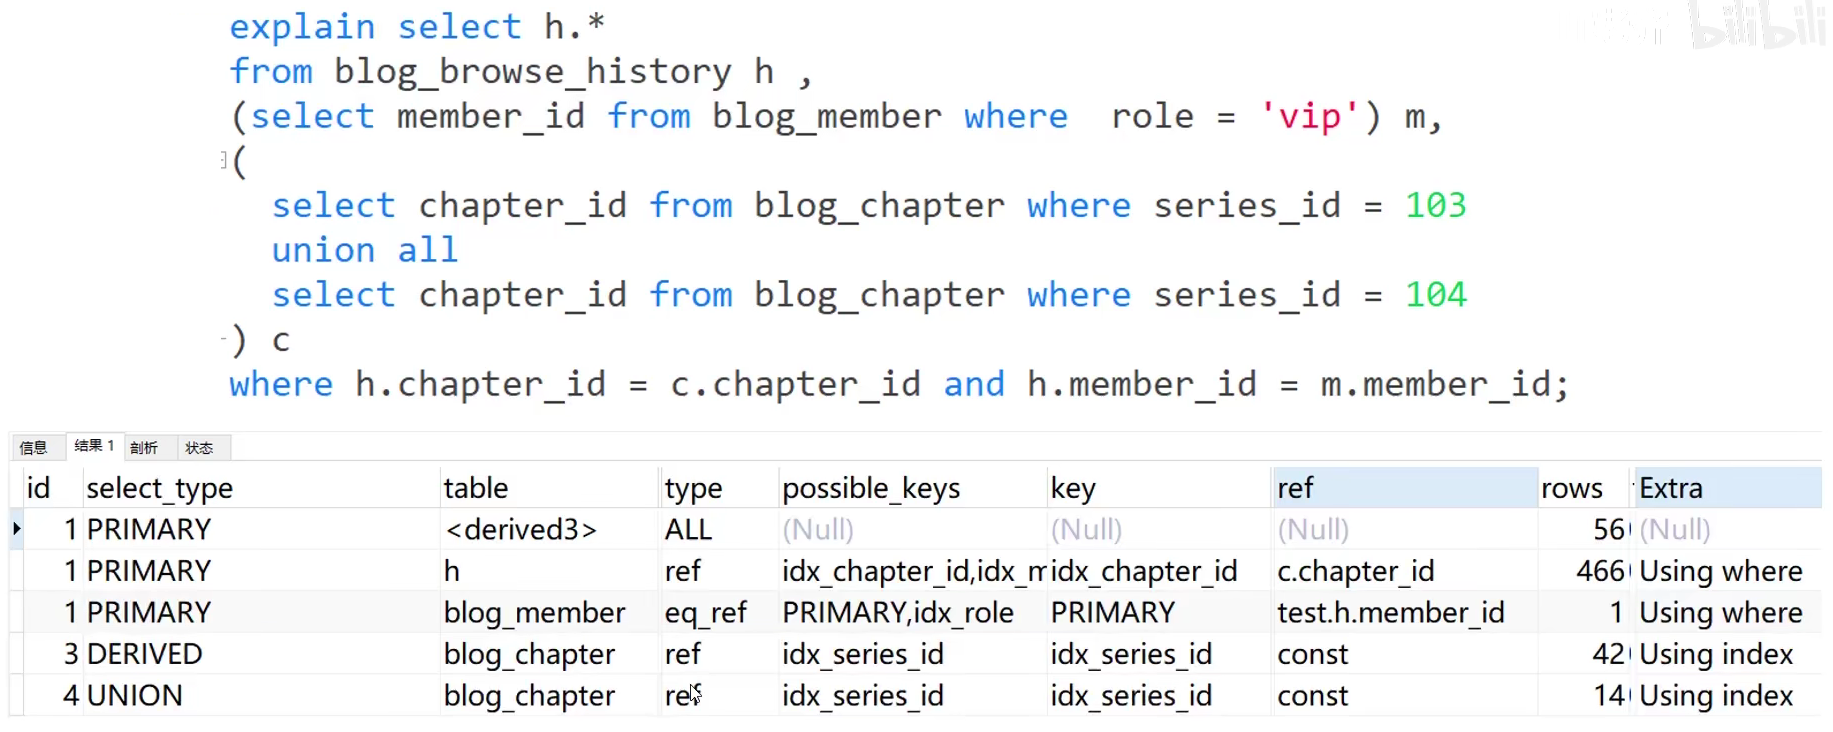 bilibili
explain select h.*
from blog_browse_history h ,
(select member_id from blog_member where  role = 'vip') m,
(
select chapter_id from blog_chapter where series_id = 103
union all
select chapter_id from blog_chapter where series_id = 104
) c
where h.chapter_id = c.chapter_id and h.member_id = m.member_id;
信息 结果 1 剖析 状态
id select_type table type possible_keys key ref rows Extra
1 PRIMARY <derived3> ALL (Null) (Null) (Null) 56 (Null)
1 PRIMARY h ref idx_chapter_id,idx_m idx_chapter_id c.chapter_id 466 Using where
1 PRIMARY blog_member eq_ref PRIMARY,idx_role PRIMARY test.h.member_id 1 Using where
3 DERIVED blog_chapter ref idx_series_id idx_series_id const 42 Using index
4 UNION blog_chapter ref idx_series_id idx_series_id const 14 Using index